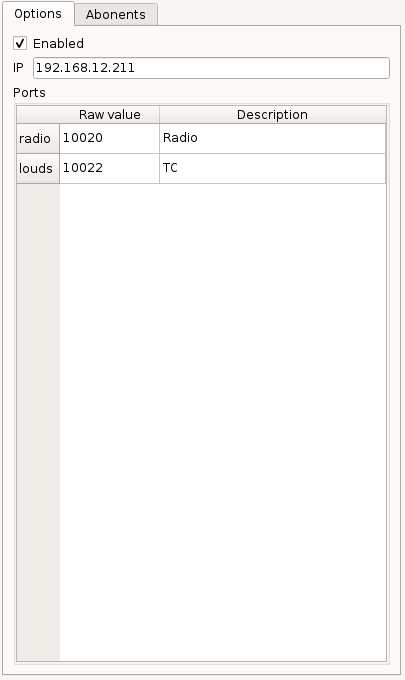 Options Abonents
Enabled
IP 192.168.12.211
Ports
Raw value Description
radio 10020 Radio
louds 10022 TC